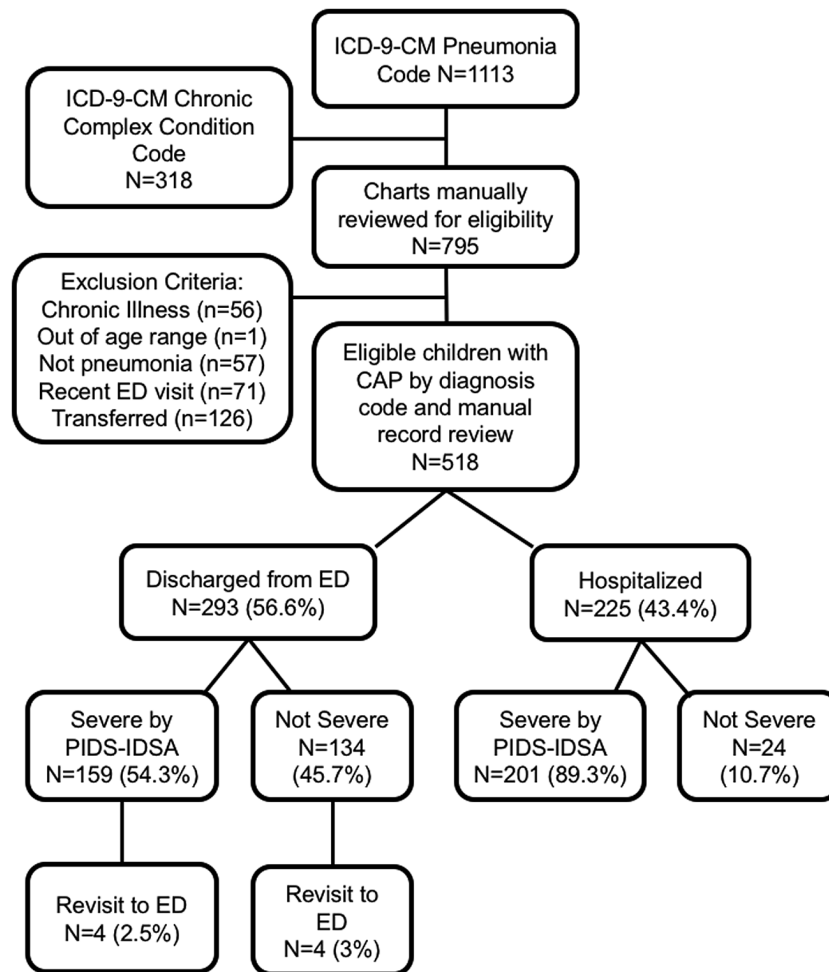 ICD-9-CM Pneumonia
Code N=1113
ICD-9-CM Chronic
Complex Condition
Code
N=318
Charts manually
reviewed for eligibility
N=795
Exclusion Criteria:
Chronic Illness (n=56)
Out of age range (n=1)
Not pneumonia (n=57)
Recent ED visit (n=71)
Transferred (n=126)
Eligible children with
CAP by diagnosis
code and manual
record review
N=518
Discharged from ED
N=293 (56.6%)
Hospitalized
N=225 (43.4%)
Severe by
PIDS-IDSA
N=159 (54.3%)
Not Severe
N=134
(45.7%)
Severe by
PIDS-IDSA
N=201 (89.3%)
Not Severe
N=24
(10.7%)
Revisit to ED
N=4 (2.5%)
Revisit to
ED
N=4 (3%)